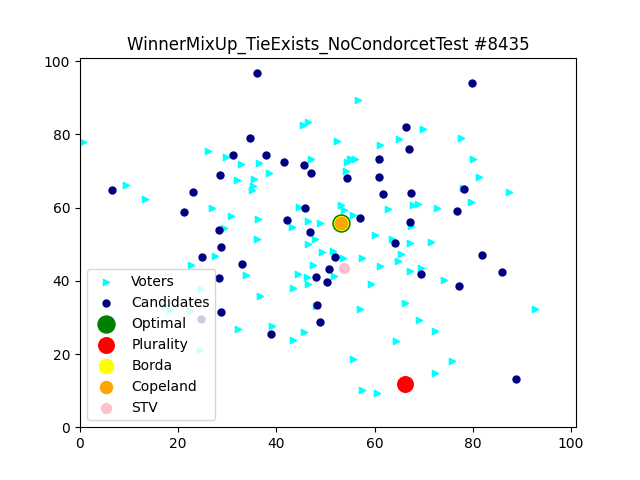 WinnerMixUp_TieExists_NoCondorcetTest #8435
100
80
60
40
20
0
0
20
40
60
80
100
Voters
Candidates
Optimal
Plurality
Borda
Copeland
STV